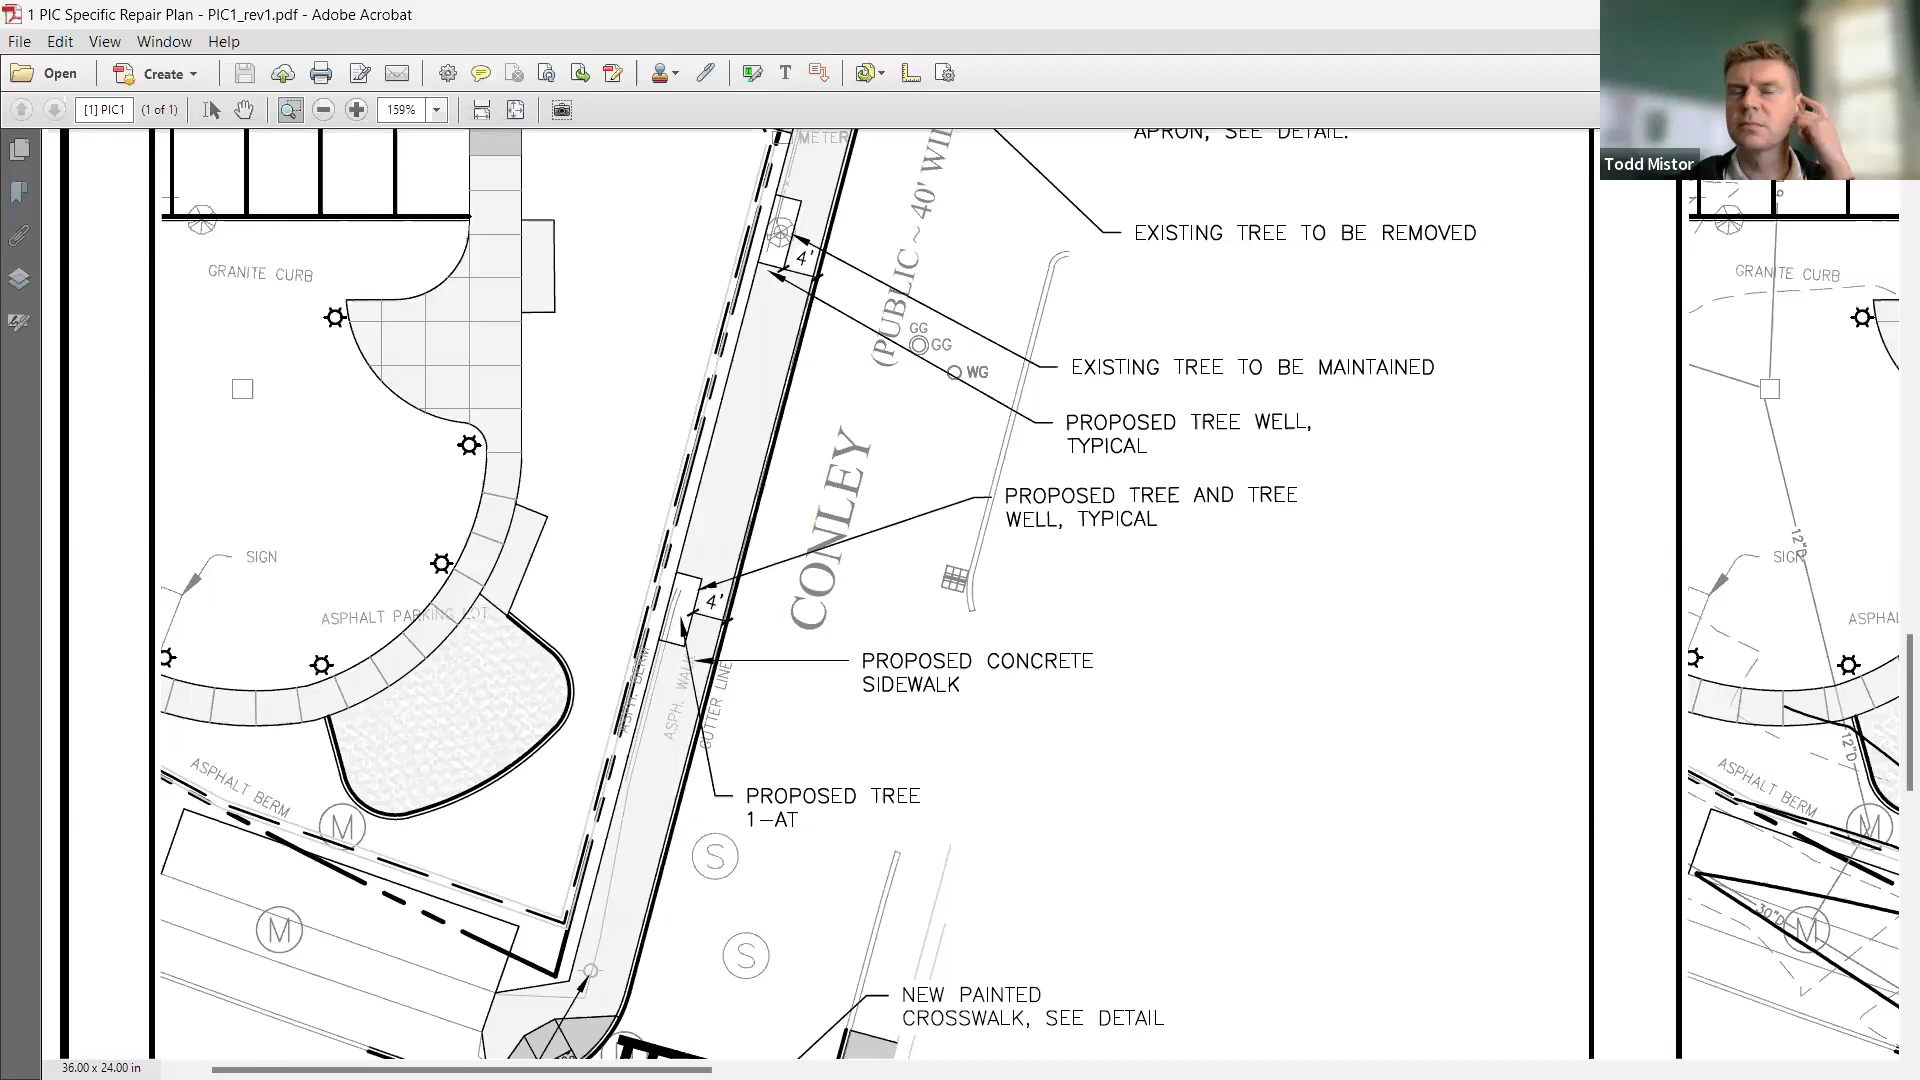 1 PIC Specific Repair Plan - PIC1_rev1.pdf - Adobe Acrobat
File Edit View Window Help
Open Create
[1] PIC1 (1 of 1) 159%
Todd Mistor
METER
APRON, SEE DETAIL.
(PUBLIC ~ 40' WI
EXISTING TREE TO BE REMOVED
4'
GRANITE CURB
GRANITE CURB
GG
GG
WG
EXISTING TREE TO BE MAINTAINED
PROPOSED TREE WELL,
TYPICAL
CONLEY
PROPOSED TREE AND TREE
WELL, TYPICAL
12"
SIGN
SIGN
4'
ASPHALT PARKING LOT
ASPHA
PROPOSED CONCRETE
SIDEWALK
ASPH. BERM
ASPH. WALK
GUTTER LINE
12"D
ASPHALT BERM
ASPHALT BERM
PROPOSED TREE
1-AT
M
M
S
30"D
M
M
S
NEW PAINTED
CROSSWALK, SEE DETAIL
36.00 x 24.00 in